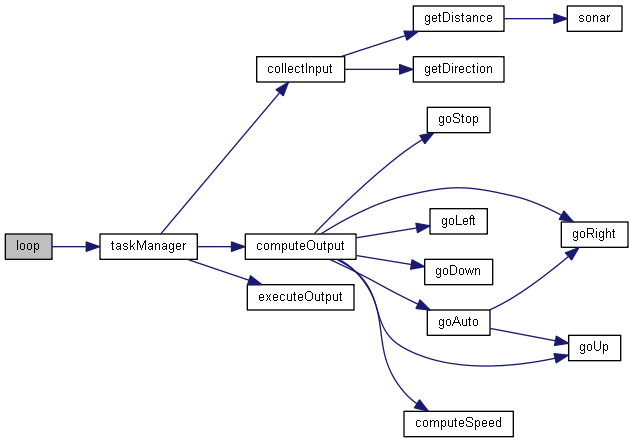 getDistance
sonar
collectInput
getDirection
goStop
goLeft
goRight
loop
taskManager
computeOutput
goDown
executeOutput
goAuto
goUp
computeSpeed